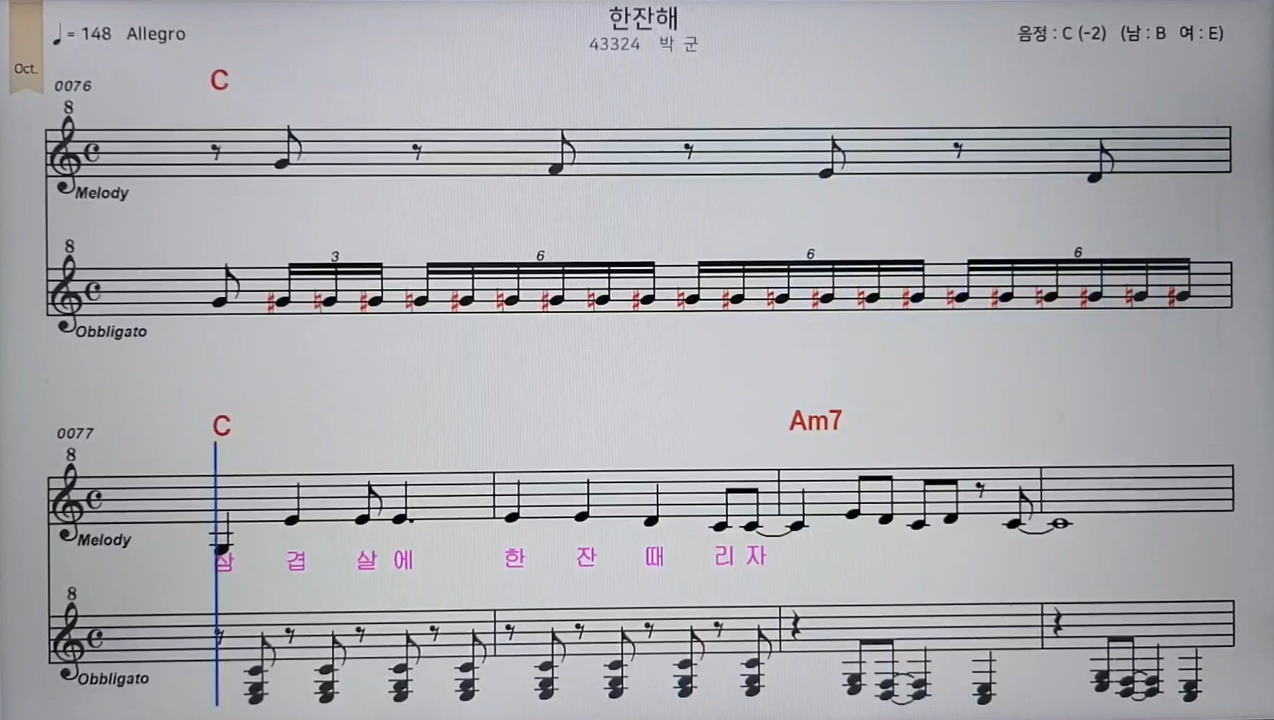 한잔해
♩= 148 Allegro
43324 박 군
음정 : C (-2) (남 : B 여 : E)
Oct.
0076
C
8
Melody
8
3 6 6 6
Obbligato
0077
C Am7
8
Melody
삼 겹 살 에 한 잔 때 리 자
8
Obbligato